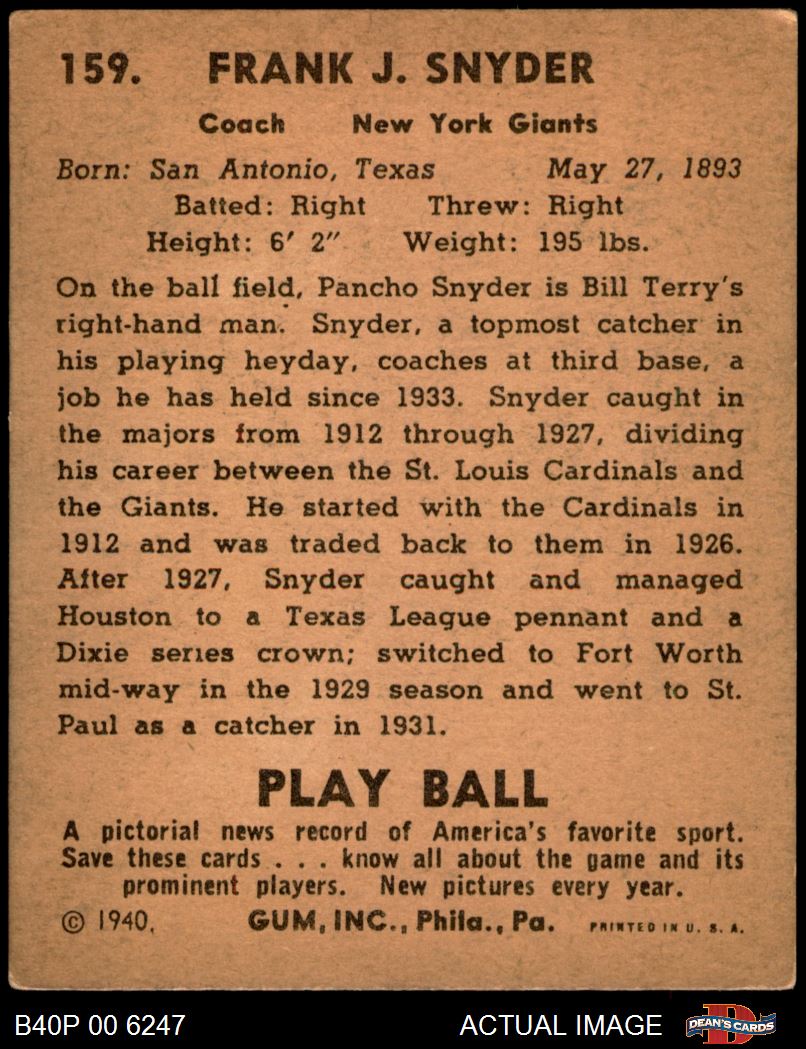 159. FRANK J. SNYDER
Coach New York Giants
Born: San Antonio, Texas May 27, 1893
Batted: Right Threw: Right
Height: 6' 2" Weight: 195 lbs.
On the ball field, Pancho Snyder is Bill Terry's
right-hand man. Snyder, a topmost catcher in
his playing heyday, coaches at third base, a
job he has held since 1933. Snyder caught in
the majors from 1912 through 1927, dividing
his career between the St. Louis Cardinals and
the Giants. He started with the Cardinals in
1912 and was traded back to them in 1926.
After 1927, Snyder caught and managed
Houston to a Texas League pennant and a
Dixie series crown; switched to Fort Worth
mid-way in the 1929 season and went to St.
Paul as a catcher in 1931.
PLAY BALL
A pictorial news record of America's favorite sport.
Save these cards . . . know all about the game and its
prominent players. New pictures every year.
© 1940. GUM, INC., Phila., Pa. PRINTED IN U. S. A.
B40P 00 6247 ACTUAL IMAGE D DEAN'S CARDS